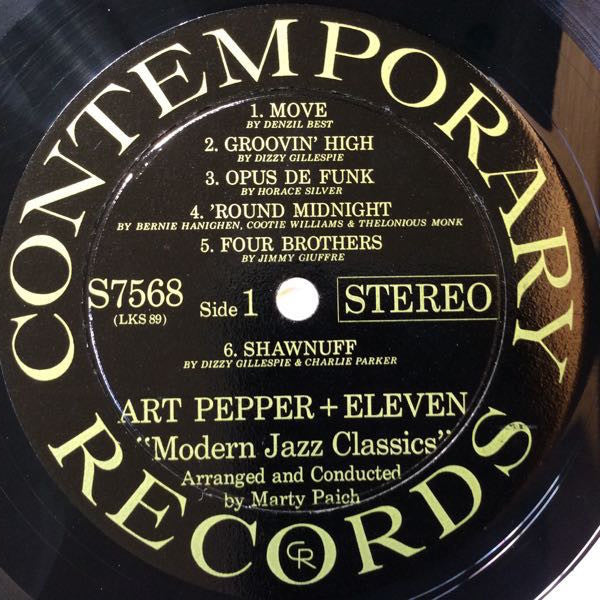 CONTEMPORARY
1. MOVE
BY DENZIL BEST
2. GROOVIN' HIGH
BY DIZZY GILLESPIE
3. OPUS DE FUNK
BY HORACE SILVER
4. 'ROUND MIDNIGHT
BY BERNIE HANIGHEN, COOTIE WILLIAMS & THELONIOUS MONK
5. FOUR BROTHERS
BY JIMMY GIUFFRE
S7568
(LKS 89)
Side 1
STEREO
6. SHAWNUFF
BY DIZZY GILLESPIE & CHARLIE PARKER
ART PEPPER + ELEVEN
"Modern Jazz Classics"
Arranged and Conducted
by Marty Paich
RECORDS
CR